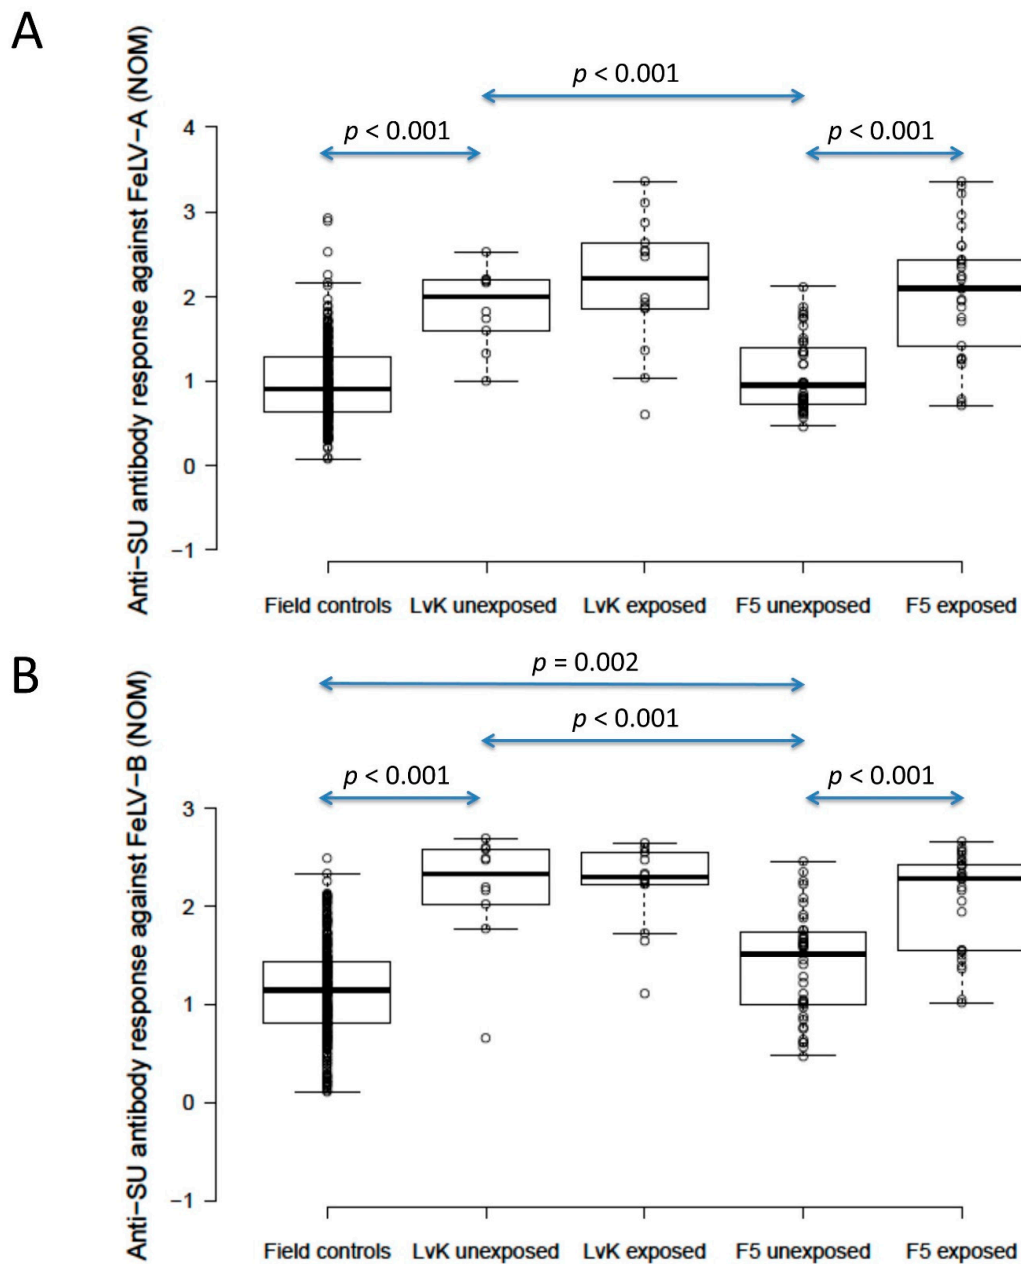 A
Anti−SU antibody response against FeLV−A (NOM)
p < 0.001
p < 0.001
p < 0.001
4
3
2
1
0
−1
Field controls
LvK unexposed
LvK exposed
F5 unexposed
F5 exposed
B
Anti−SU antibody response against FeLV−B (NOM)
p = 0.002
p < 0.001
p < 0.001
p < 0.001
3
2
1
0
−1
Field controls
LvK unexposed
LvK exposed
F5 unexposed
F5 exposed